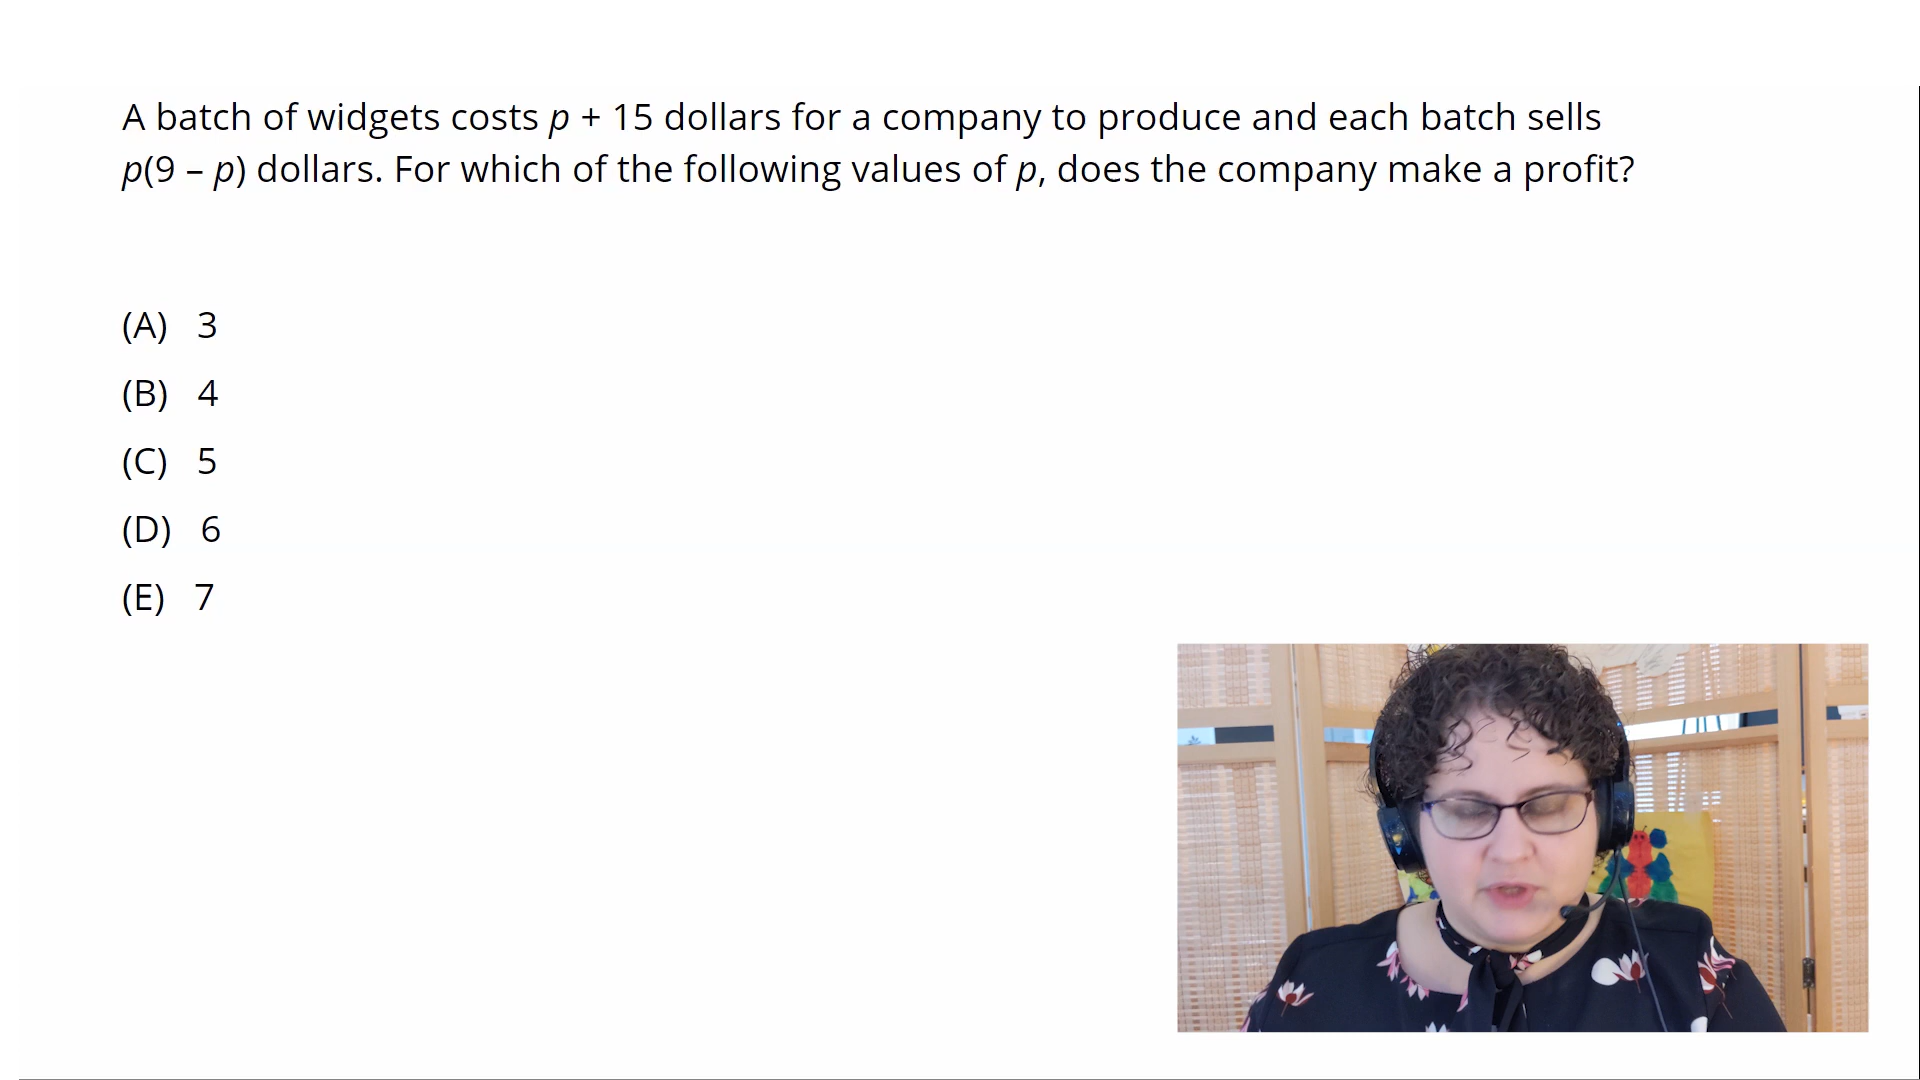 A batch of widgets costs p + 15 dollars for a company to produce and each batch sells
p(9 – p) dollars. For which of the following values of p, does the company make a profit?
(A) 3
(B) 4
(C) 5
(D) 6
(E) 7